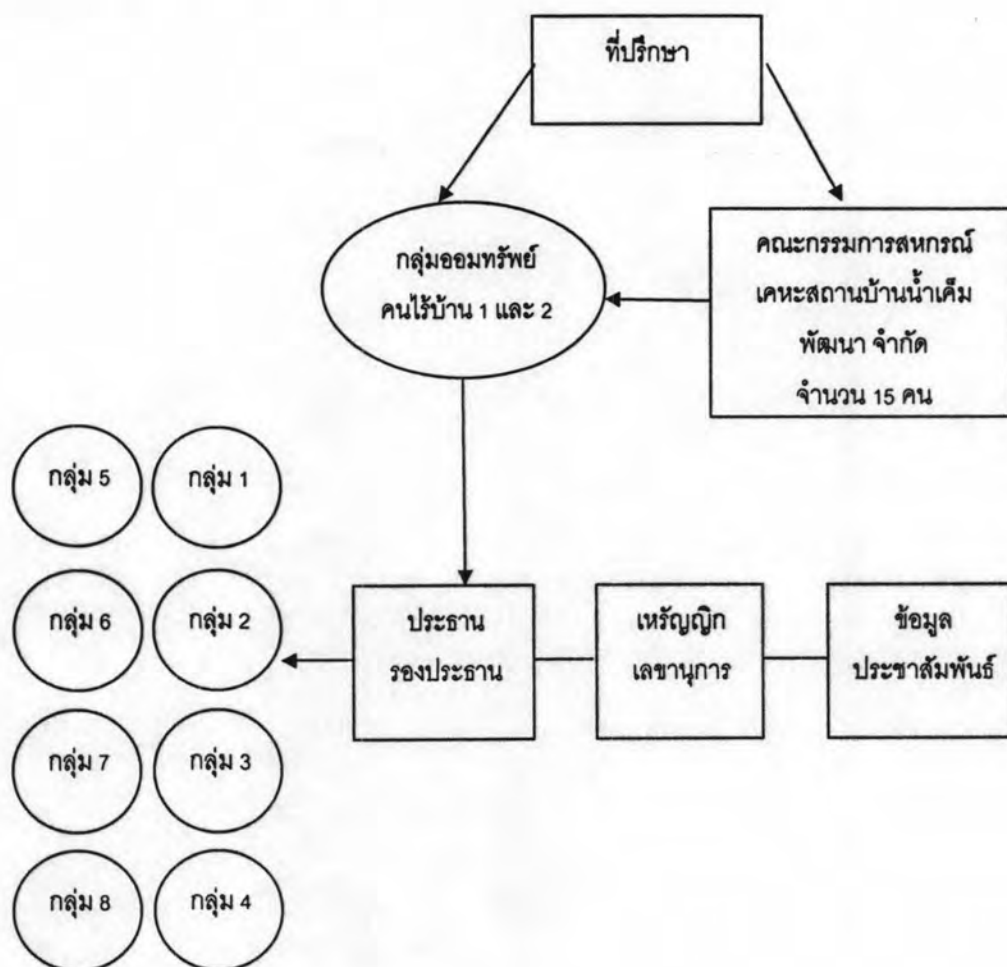 ที่ปรึกษา
กลุ่มออมทรัพย์
คนไร้บ้าน 1 และ 2
คณะกรรมการสหกรณ์
เคหะสถานบ้านน้ำเค็ม
พัฒนา จำกัด
จำนวน 15 คน
กลุ่ม 5
กลุ่ม 1
กลุ่ม 6
กลุ่ม 2
ประธาน
รองประธาน
เหรัญญิก
เลขานุการ
ข้อมูล
ประชาสัมพันธ์
กลุ่ม 7
กลุ่ม 3
กลุ่ม 8
กลุ่ม 4